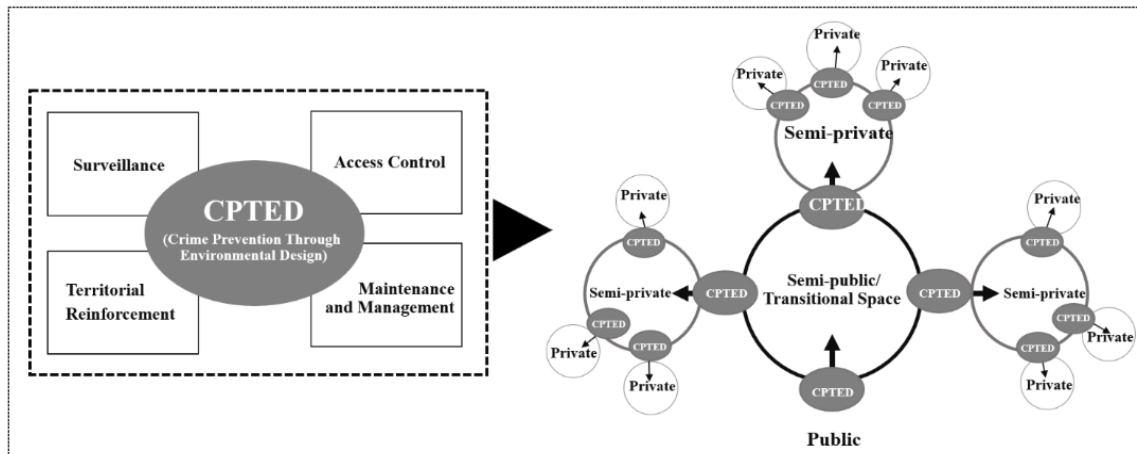 Surveillance
Access Control
CPTED
(Crime Prevention Through
Environmental Design)
Territorial
Reinforcement
Maintenance
and Management
Private
Private
Private
CPTED
CPTED
CPTED
Semi-private
CPTED
Private
CPTED
Semi-private
CPTED
CPTED
CPTED
Private
Private
Semi-public/
Transitional Space
Private
CPTED
CPTED
Semi-private
CPTED
CPTED
Private
Private
CPTED
Public